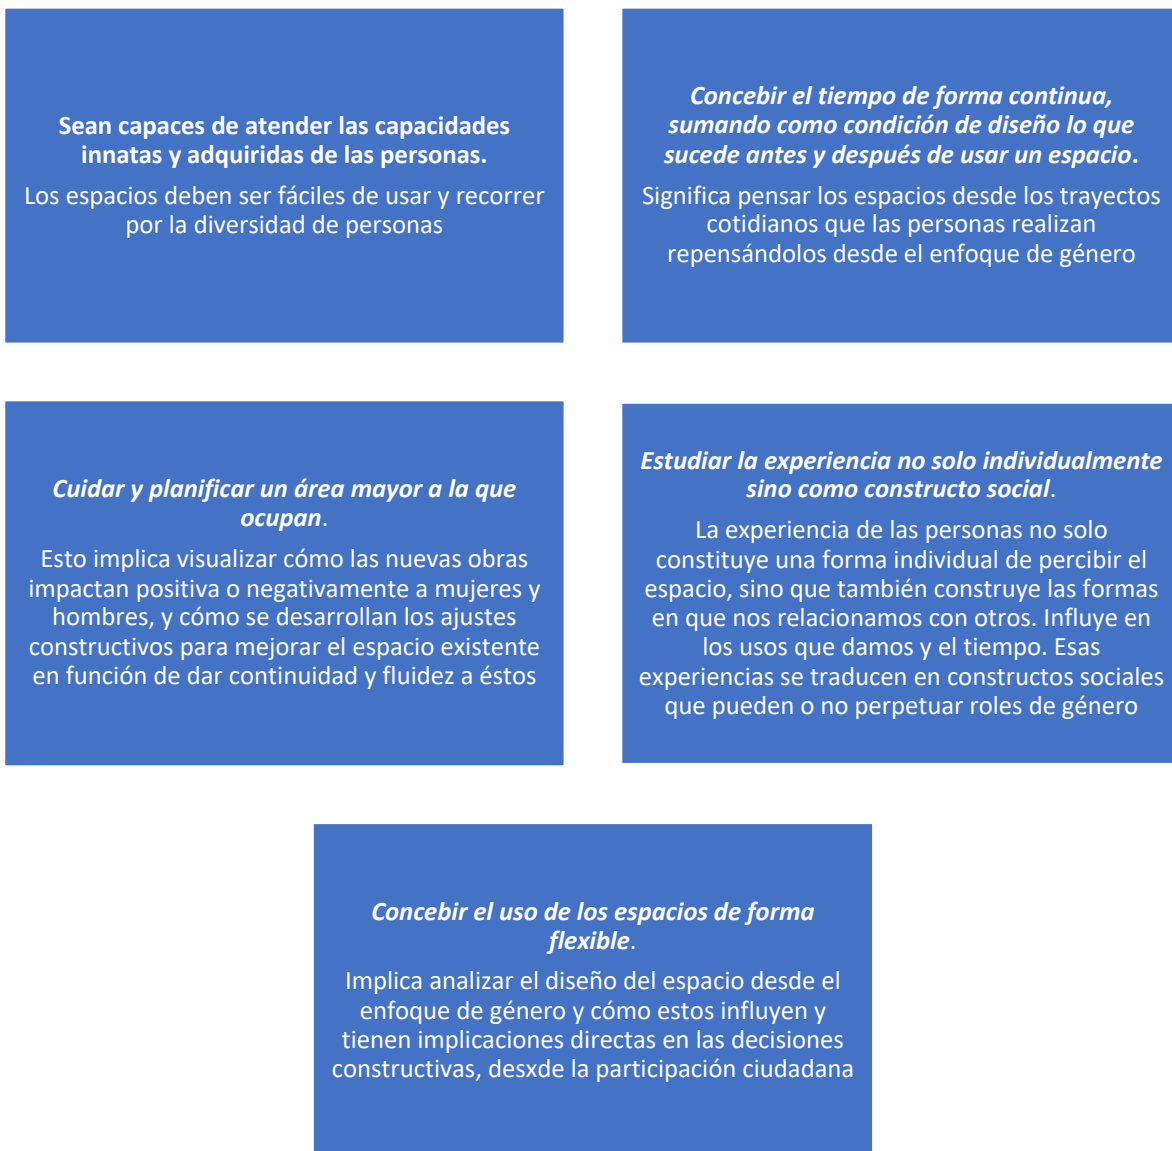 Sean capaces de atender las capacidades
innatas y adquiridas de las personas.
Los espacios deben ser fáciles de usar y recorrer
por la diversidad de personas
Concebir el tiempo de forma continua,
sumando como condición de diseño lo que
sucede antes y después de usar un espacio.
Significa pensar los espacios desde los trayectos
cotidianos que las personas realizan
repensándolos desde el enfoque de género
Cuidar y planificar un área mayor a la que
ocupan.
Esto implica visualizar cómo las nuevas obras
impactan positiva o negativamente a mujeres y
hombres, y cómo se desarrollan los ajustes
constructivos para mejorar el espacio existente
en función de dar continuidad y fluidez a éstos
Estudiar la experiencia no solo individualmente
sino como constructo social.
La experiencia de las personas no solo
constituye una forma individual de percibir el
espacio, sino que también construye las formas
en que nos relacionamos con otros. Influye en
los usos que damos y el tiempo. Esas
experiencias se traducen en constructos sociales
que pueden o no perpetuar roles de género
Concebir el uso de los espacios de forma
flexible.
Implica analizar el diseño del espacio desde el
enfoque de género y cómo estos influyen y
tienen implicaciones directas en las decisiones
constructivas, desxde la participación ciudadana